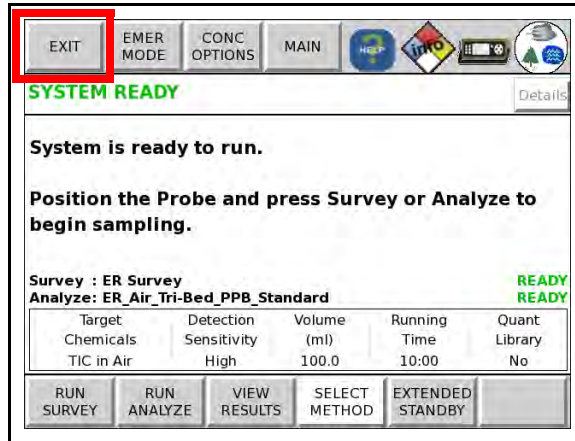 EXIT
EMER
MODE
CONC
OPTIONS
MAIN
HELP
info
SYSTEM READY
Details
System is ready to run.
Position the Probe and press Survey or Analyze to
begin sampling.
Survey : ER Survey READY
Analyze: ER_Air_Tri-Bed_PPB_Standard READY
Target Detection Volume Running Quant
Chemicals Sensitivity (ml) Time Library
TIC in Air High 100.0 10:00 No
RUN
SURVEY
RUN
ANALYZE
VIEW
RESULTS
SELECT
METHOD
EXTENDED
STANDBY